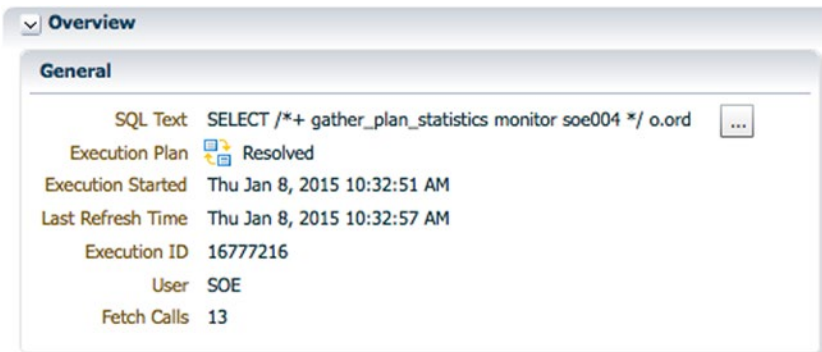 Overview
General
SQL Text SELECT /*+ gather_plan_statistics monitor soe004 */ o.ord ...
Execution Plan Resolved
Execution Started Thu Jan 8, 2015 10:32:51 AM
Last Refresh Time Thu Jan 8, 2015 10:32:57 AM
Execution ID 16777216
User SOE
Fetch Calls 13